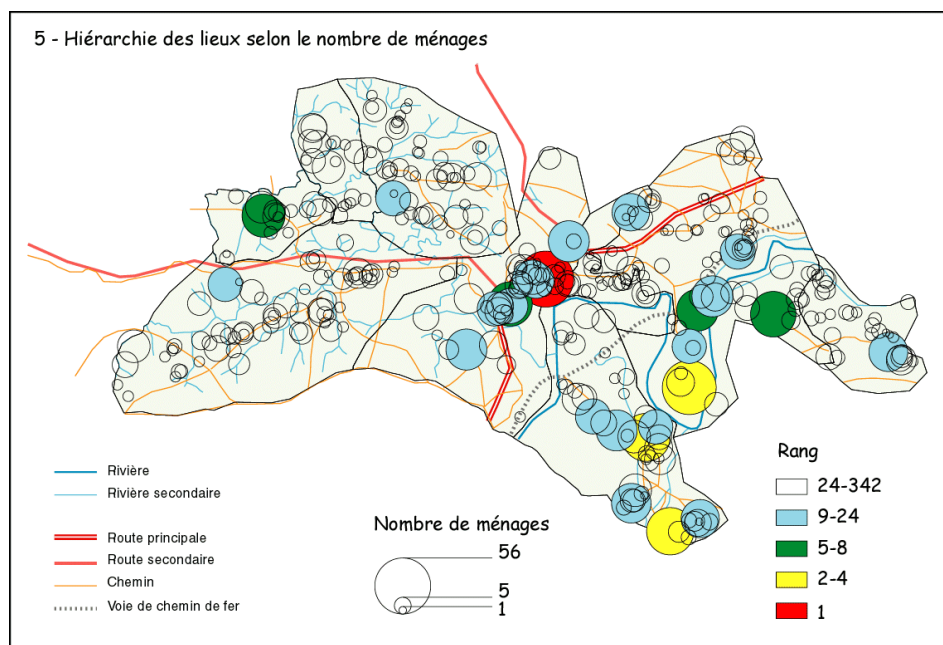 5 - Hiérarchie des lieux selon le nombre de ménages
Rivière
Rivière secondaire
Route principale
Route secondaire
Chemin
Voie de chemin de fer
Nombre de ménages
56
5
1
Rang
24-342
9-24
5-8
2-4
1